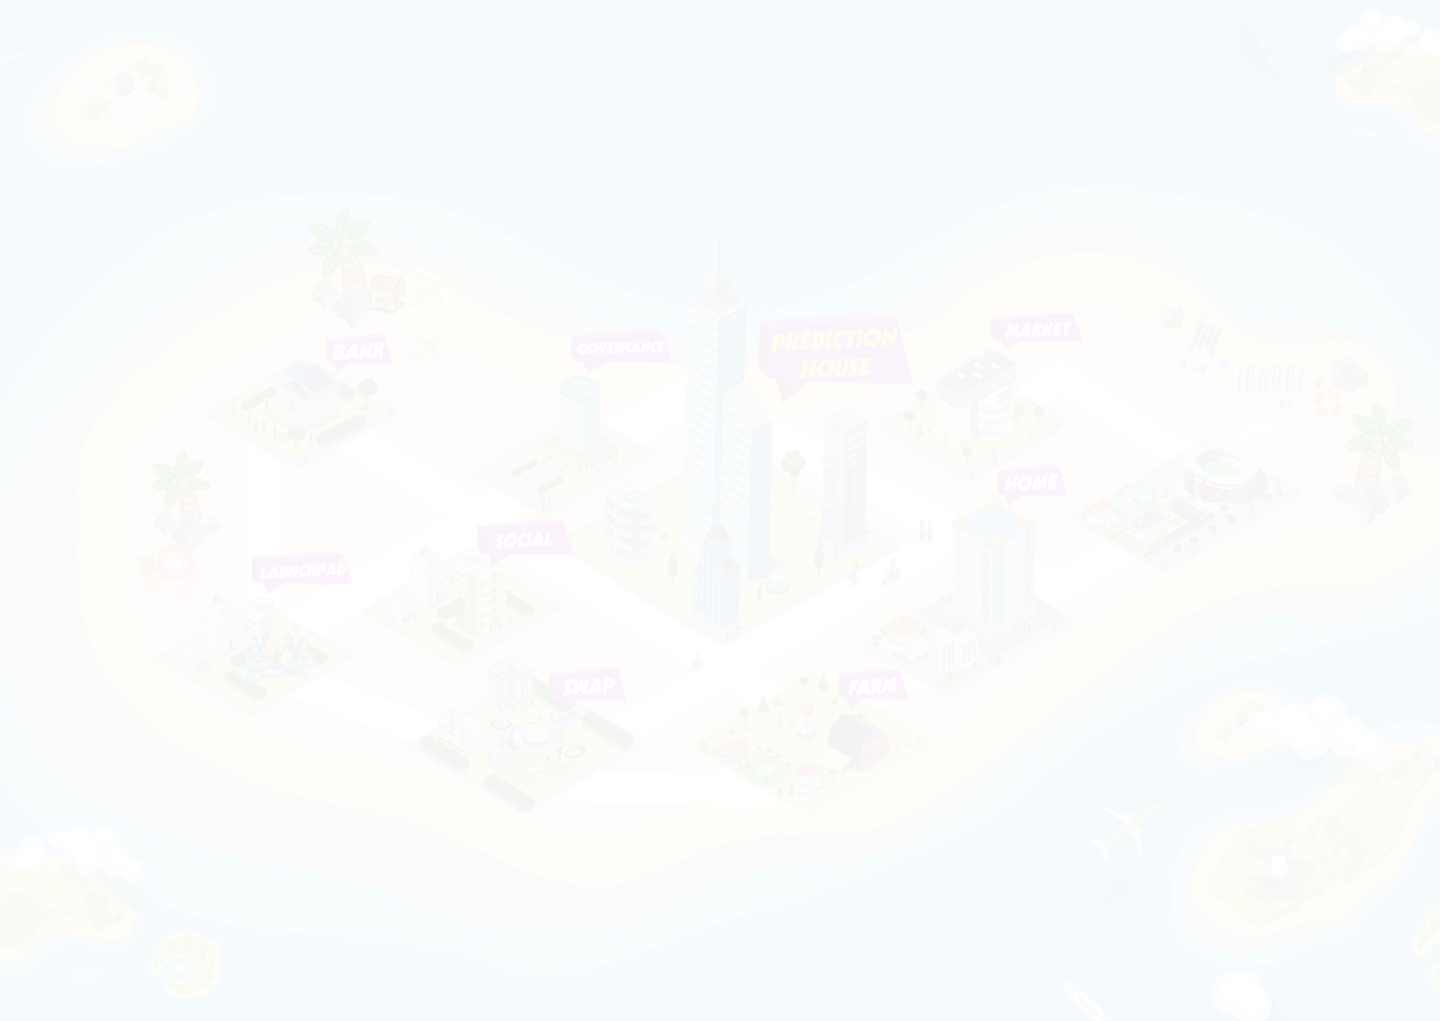 MARKET
PREDICTION
HOUSE
GOVERNANCE
BANK
HOME
SOCIAL
LAUNCHPAD
SWAP
FARM